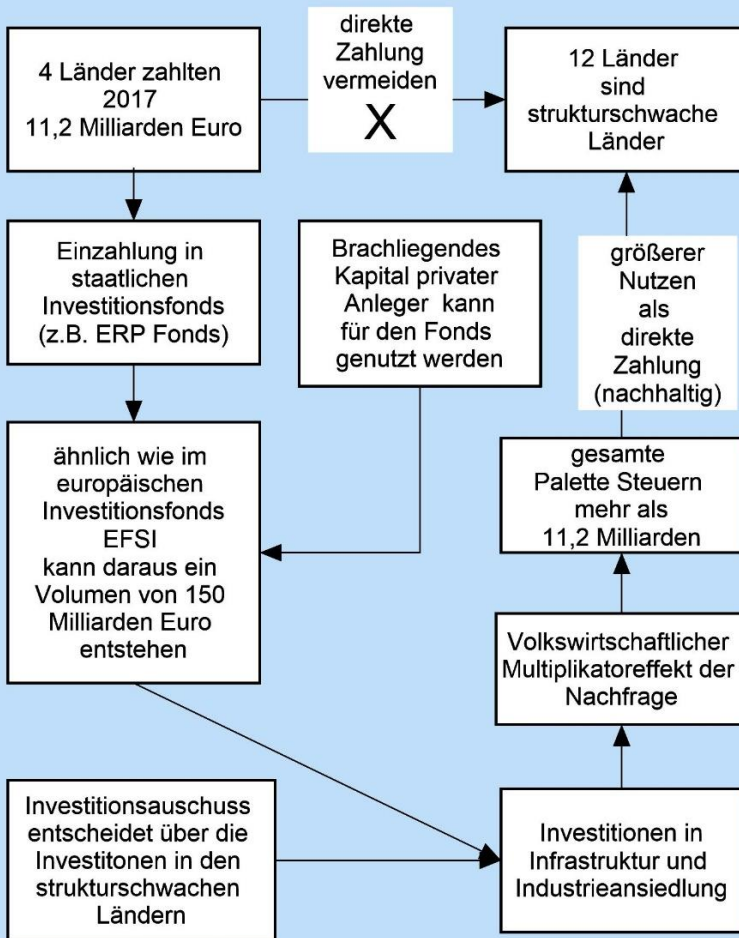 4 Länder zahlten
2017
11,2 Milliarden Euro
direkte
Zahlung
vermeiden
X
12 Länder
sind
strukturschwache
Länder
Einzahlung in
staatlichen
Investitionsfonds
(z.B. ERP Fonds)
Brachliegendes
Kapital privater
Anleger kann
für den Fonds
genutzt werden
größerer
Nutzen
als
direkte
Zahlung
(nachhaltig)
ähnlich wie im
europäischen
Investitionsfonds
EFSI
kann daraus ein
Volumen von 150
Milliarden Euro
entstehen
gesamte
Palette Steuern
mehr als
11,2 Milliarden
Volkswirtschaftlicher
Multiplikatoreffekt der
Nachfrage
Investitionsauschuss
entscheidet über die
Investitonen in den
strukturschwachen
Ländern
Investitionen in
Infrastruktur und
Industrieansiedlung